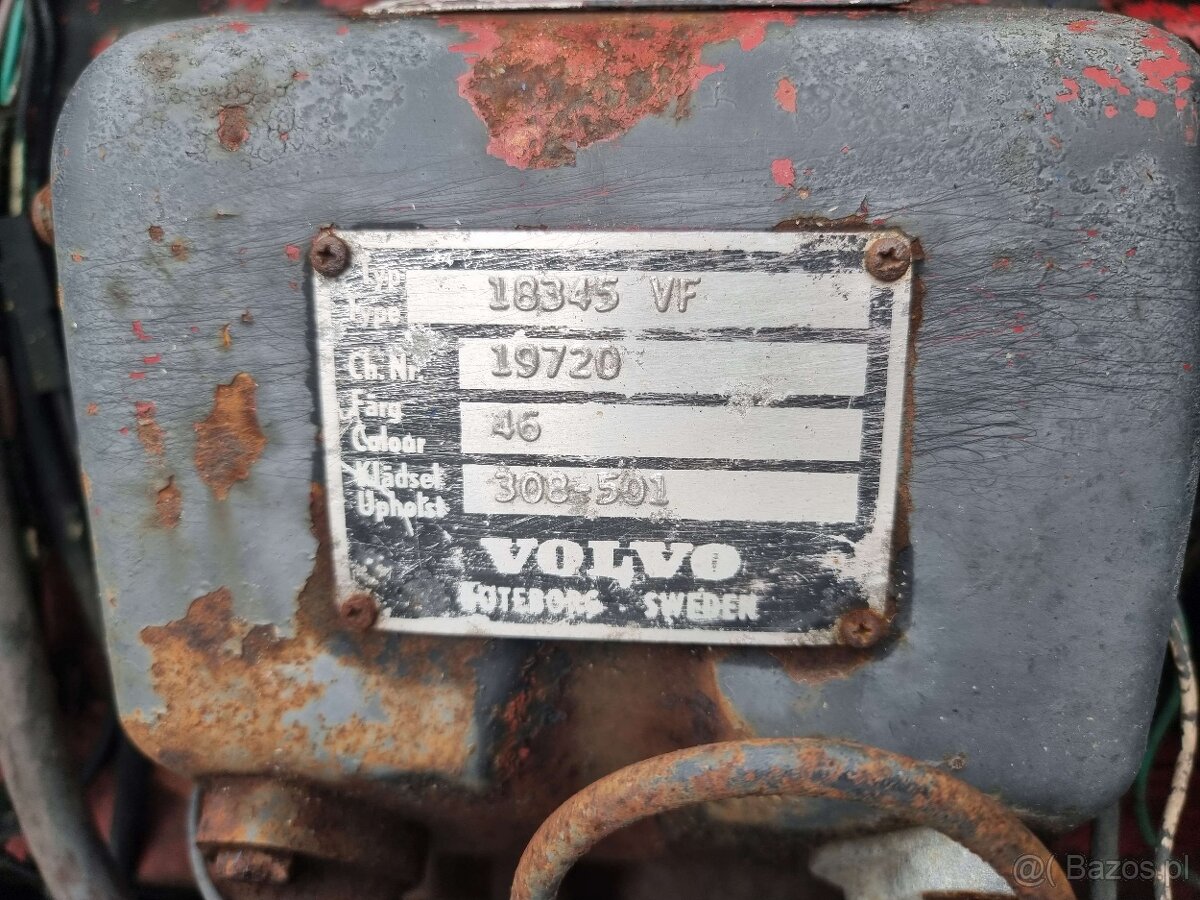 Typ
Type 18345 VF
Ch. Nr. 19720
Färg
Colour 46
Klädsel
Upholst 308-501
VOLVO
GÖTEBORG · SWEDEN
@( Bazos.pl